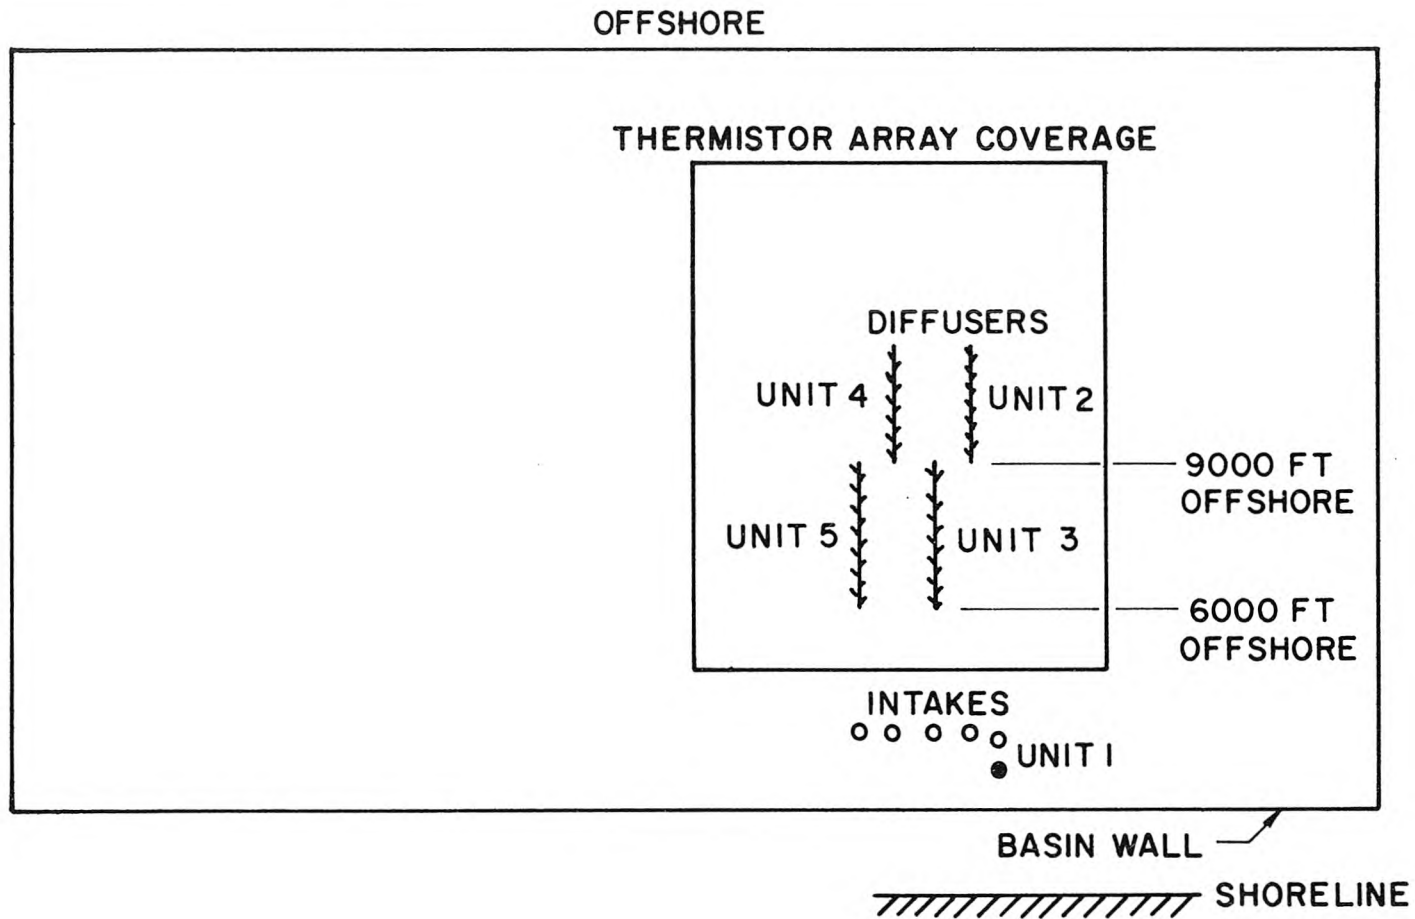 OFFSHORE
THERMISTOR ARRAY COVERAGE
DIFFUSERS
UNIT 4
UNIT 2
9000 FT
OFFSHORE
UNIT 5
UNIT 3
6000 FT
OFFSHORE
INTAKES
UNIT 1
BASIN WALL
SHORELINE